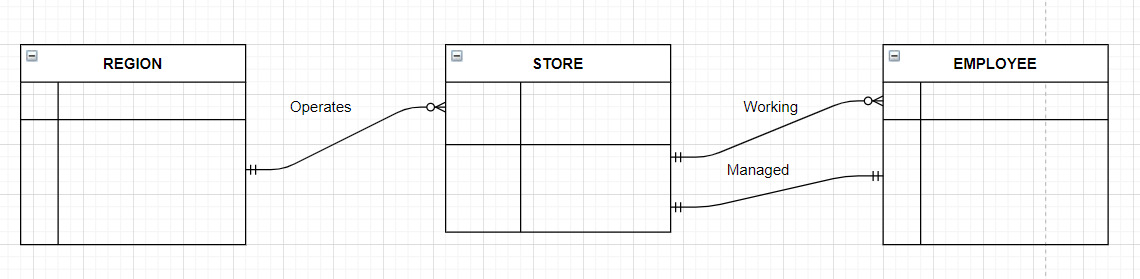 REGION
STORE
EMPLOYEE
Operates
Working
Managed